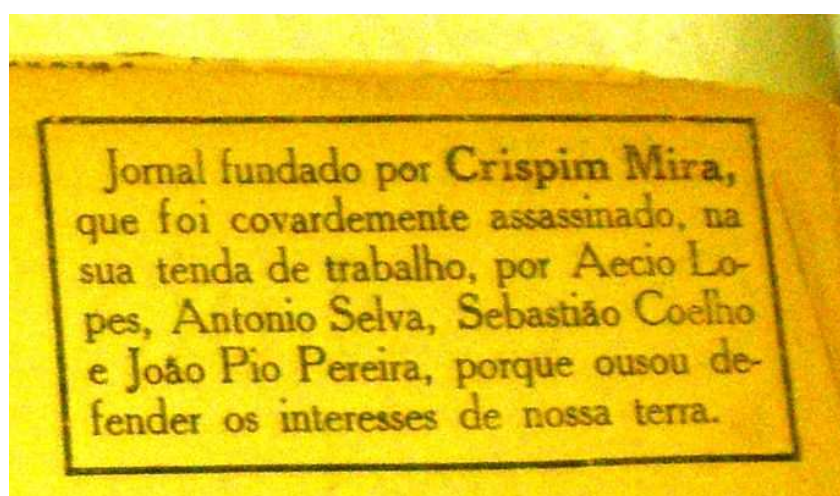 Jornal fundado por Crispim Mira,
que foi covardemente assassinado, na
sua tenda de trabalho, por Aecio Lo-
pes, Antonio Selva, Sebastião Coelho
e João Pio Pereira, porque ousou de-
fender os interesses de nossa terra.